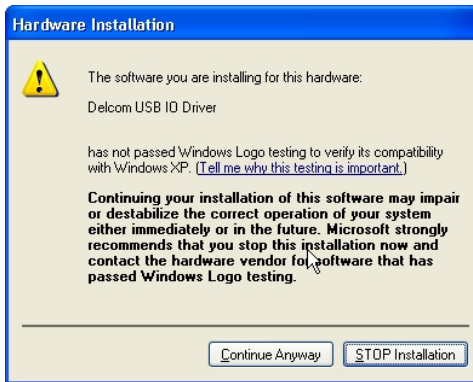 Hardware Installation
The software you are installing for this hardware:
Delcom USB IO Driver
has not passed Windows Logo testing to verify its compatibility
with Windows XP. (Tell me why this testing is important.)
Continuing your installation of this software may impair
or destabilize the correct operation of your system
either immediately or in the future. Microsoft strongly
recommends that you stop this installation now and
contact the hardware vendor for software that has
passed Windows Logo testing.
Continue Anyway
STOP Installation